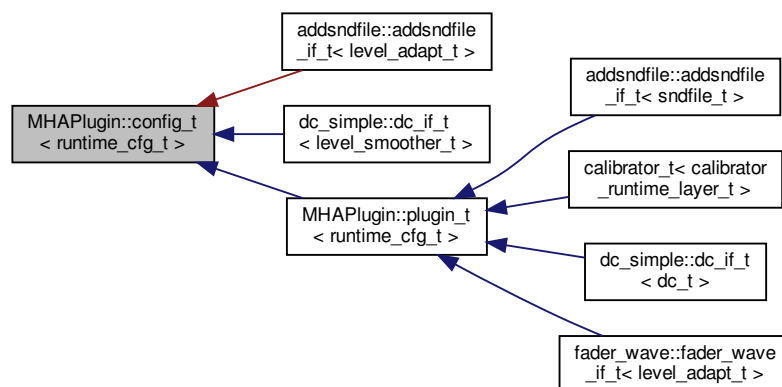 addsndfile::addsndfile
_if_t< level_adapt_t >
MHAPlugin::config_t
< runtime_cfg_t >
dc_simple::dc_if_t
< level_smoother_t >
MHAPlugin::plugin_t
< runtime_cfg_t >
addsndfile::addsndfile
_if_t< sndfile_t >
calibrator_t< calibrator
_runtime_layer_t >
dc_simple::dc_if_t
< dc_t >
fader_wave::fader_wave
_if_t< level_adapt_t >